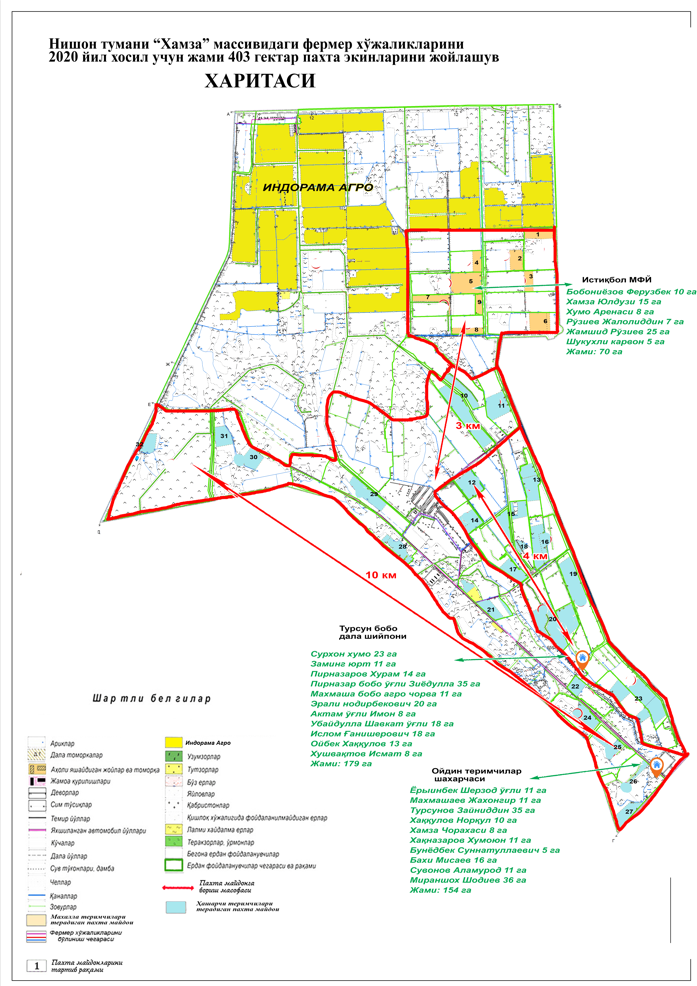 Нишон тумани “Хамза” массивидаги фермер хўжаликларини
2020 йил хосил учун жами 403 гектар пахта экинларини жойлашув
ХАРИТАСИ
ИНДОРАМА АГРО
1
2
4
3
5
7
9
6
8
Истиқбол МФЙ
Бобониёзов Ферузбек 10 га
Хамза Юлдузи 15 га
Хумо Аренаси 8 га
Рўзиев Жалолиддин 7 га
Жамшид Рўзиев 25 га
Шукухли карвон 5 га
Жами: 70 га
10
11
3 км
31
30
12
13
29
14
15
18
16
28
17
4 км
19
10 км
21
20
Турсун бобо
дала шийпони
Сурхон хумо 23 га
Заминг юрт 11 га
Пирназаров Хурам 14 га
Пирназар бобо ўғли Зиёдулла 35 га
Махмаша бобо агро чорва 11 га
Эрали нодирбекович 20 га
Актам ўғли Имон 8 га
Убайдулла Шавкат ўғли 18 га
Ислом Ғанишерович 18 га
Ойбек Хаққулов 13 га
Хушвақтов Исмат 8 га
Жами: 179 га
22
23
24
25
26
27
Ойдин теримчилар
шахарчаси
Ёрышнбек Шерзод ўғли 11 га
Махмашаев Жахонгир 11 га
Турсунов Зайниддин 35 га
Хаққулов Норқул 10 га
Хамза Чорахаси 8 га
Хақназаров Хумоюн 11 га
Бунёдбек Суннатуллаевич 5 га
Бахи Мисаев 16 га
Сувонов Аламурод 11 га
Мираншох Шодиев 36 га
Жами: 154 га
Шартли белгилар
Ариқлар
Дала томорқалар
Аҳоли яшайдиган жойлар ва томорқа
Жамоа қурилишлари
Деворлар
Сим тўсиқлар
Темир йўллар
Яхшиланган автомобил йўллари
Кўчалар
Дала йўллар
Сув тўғонлари, дамба
Челлар
Каналлар
Зовурлар
Махалла теримчилари
терадиган пахта майдон
Фермер хўжаликларини
бўлиниш чегараси
1
Пахта майдонларини
тартиб рақами
Индорама Агро
Узумзорлар
Тутзорлар
Бўз ерлар
Яйловлар
Қабристонлар
Қишлоқ хўжалигида фойдаланилмайдиган ерлар
Лалми хайдалма ерлар
Теракзорлар, ўрмонлар
Бегона ердан фойдаланувчилар
Ердан фойдаланувчилар чегараси ва рақами
Пахта майдонга
бориш масофаси
Хашарчи теримчилари
терадиган пахта майдон